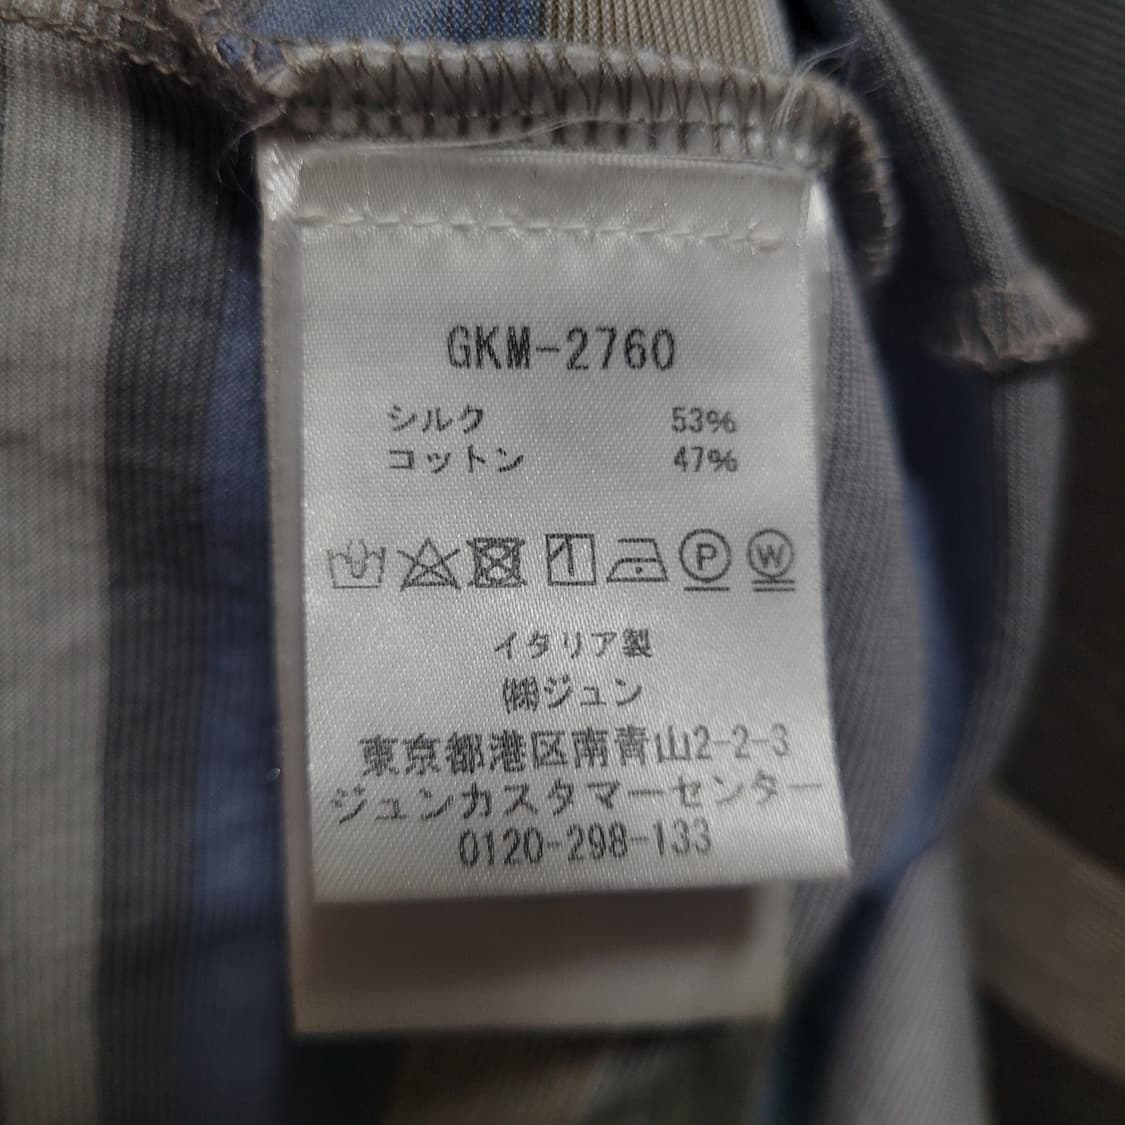 GKM-2760
シルク 53%
コットン 47%
P W
イタリア製
㈱ジュン
東京都港区南青山2-2-3
ジュンカスタマーセンター
0120-298-133